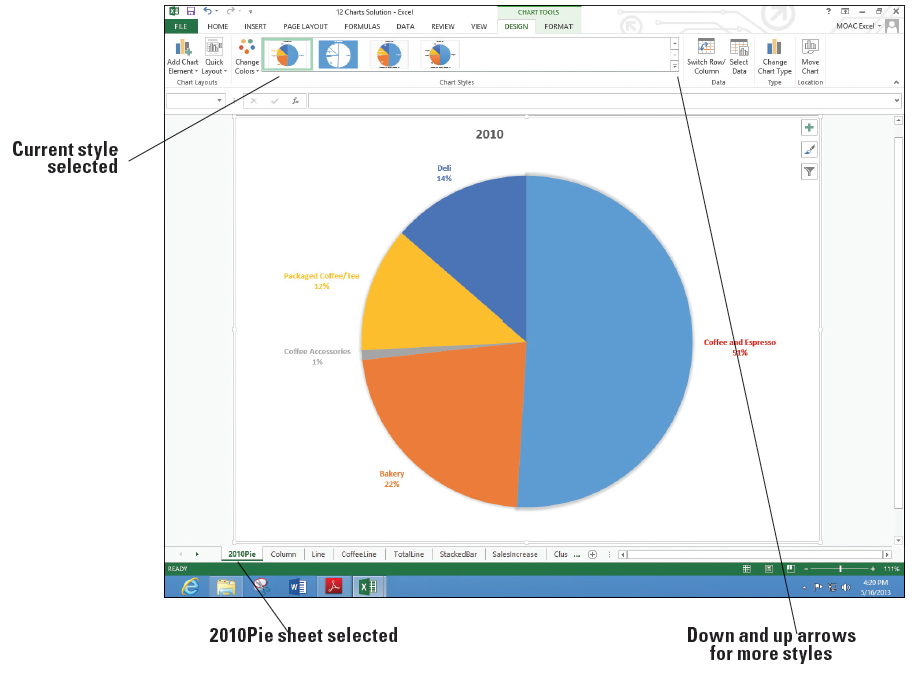 12 Charts Solution - Excel
CHART TOOLS
?
FILE
HOME
INSERT
PAGE LAYOUT
FORMULAS
DATA
REVIEW
VIEW
DESIGN
FORMAT
MOAC Excel
Add Chart
Element
Quick
Layout
Change
Colors
Switch Row/
Column
Select
Data
Change
Chart Type
Move
Chart
Chart Layouts
Chart Styles
Data
Type
Location
fx
Current style
selected
2010
Deli
14%
Packaged Coffee/Tea
12%
Coffee Accessories
1%
Coffee and Espresso
51%
Bakery
22%
2010Pie
Column
Line
CoffeeLine
TotalLine
StackedBar
SalesIncrease
Clus ...
READY
111%
4:20 PM
5/16/2013
2010Pie sheet selected
Down and up arrows
for more styles